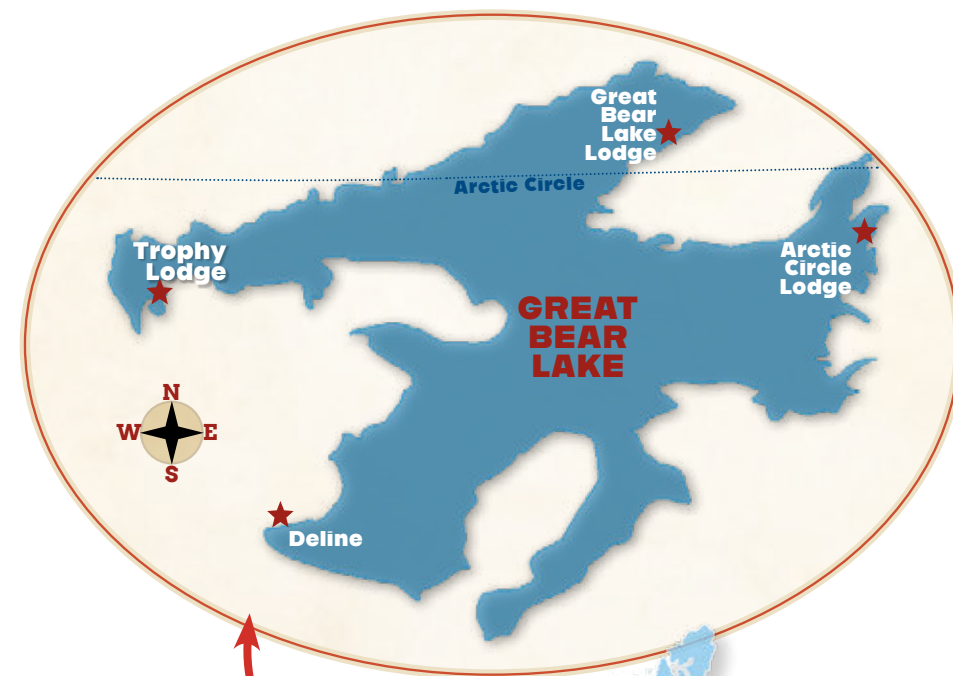 Great
Bear
Lake
Lodge
Arctic Circle
Trophy
Lodge
Arctic
Circle
Lodge
GREAT
BEAR
LAKE
N
W
E
S
Deline